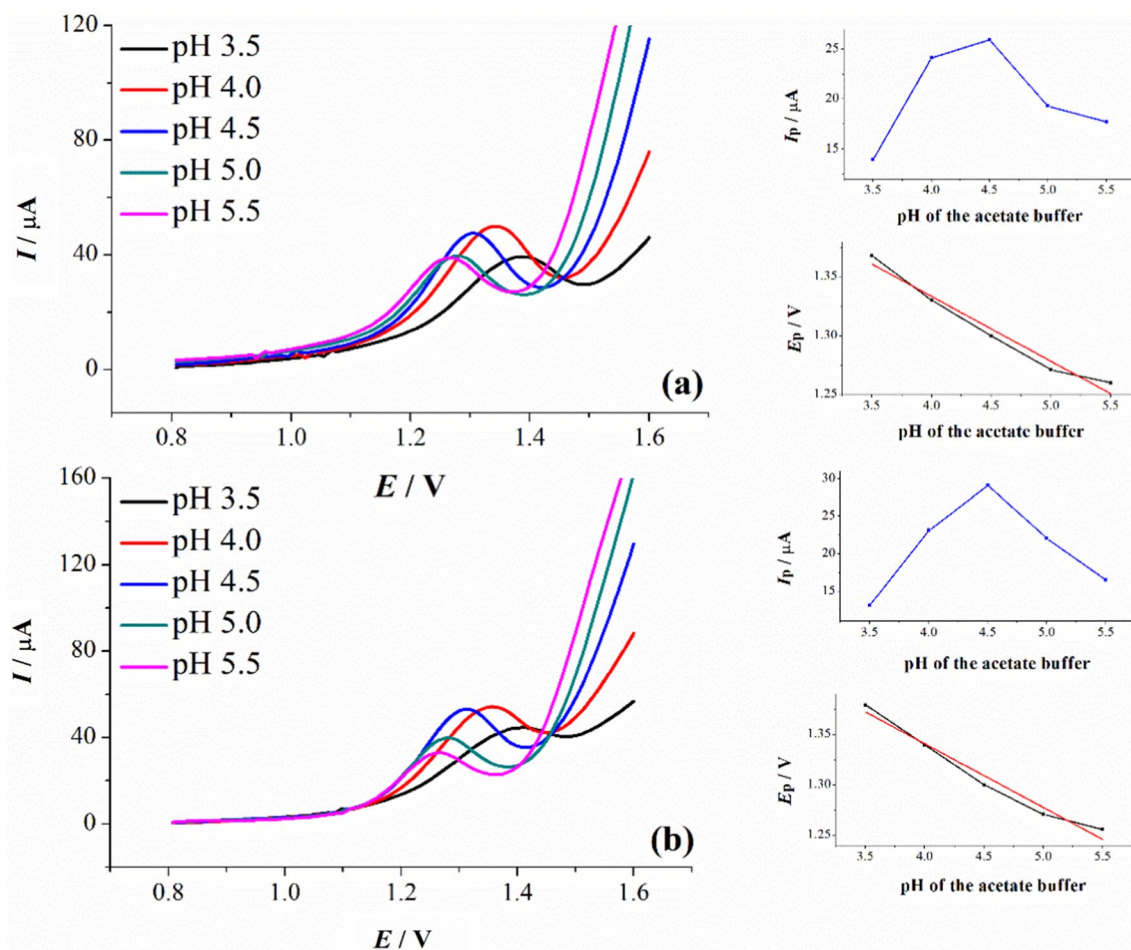 120
80
40
0
I / µA
pH 3.5
pH 4.0
pH 4.5
pH 5.0
pH 5.5
(a)
0.8 1.0 1.2 1.4 1.6
E / V
25
20
15
Ip / µA
3.5 4.0 4.5 5.0 5.5
pH of the acetate buffer
1.35
1.30
1.25
Ep / V
3.5 4.0 4.5 5.0 5.5
pH of the acetate buffer
160
120
80
40
0
I / µA
pH 3.5
pH 4.0
pH 4.5
pH 5.0
pH 5.5
(b)
0.8 1.0 1.2 1.4 1.6
E / V
30
25
20
15
Ip / µA
3.5 4.0 4.5 5.0 5.5
pH of the acetate buffer
1.35
1.30
1.25
Ep / V
3.5 4.0 4.5 5.0 5.5
pH of the acetate buffer